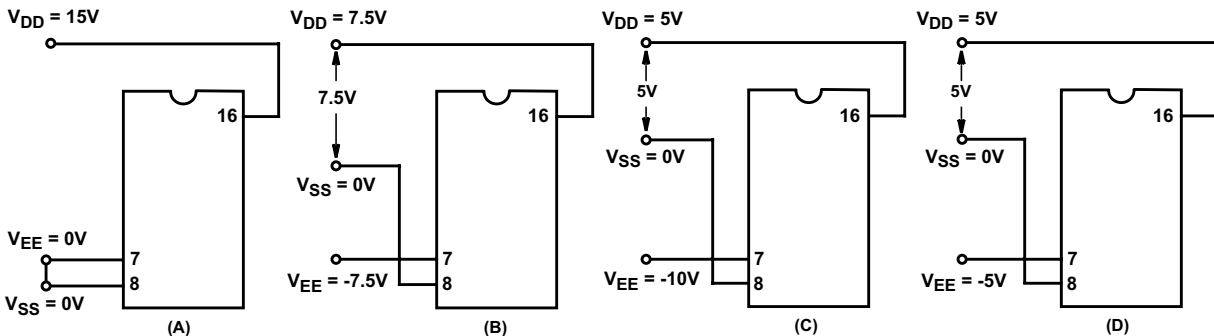 VDD = 15V
16
VEE = 0V
7
8
VSS = 0V
(A)
VDD = 7.5V
7.5V
16
VSS = 0V
7
VEE = -7.5V
8
(B)
VDD = 5V
5V
16
VSS = 0V
7
VEE = -10V
8
(C)
VDD = 5V
5V
16
VSS = 0V
7
VEE = -5V
8
(D)